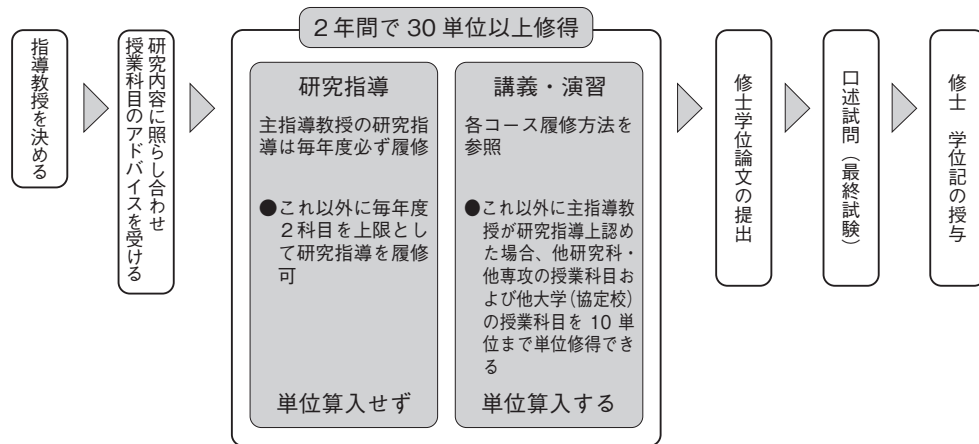 指導教授を決める
研究内容に照らし合わせ
授業科目のアドバイスを受ける
2年間で 30 単位以上修得
研究指導
主指導教授の研究指
導は毎年度必ず履修
●これ以外に毎年度
2科目を上限とし
て研究指導を履修
可
単位算入せず
講義・演習
各コース履修方法を
参照
●これ以外に主指導教
授が研究指導上認め
た場合、他研究科・
他専攻の授業科目お
よび他大学(協定校)
の授業科目を 10 単
位まで単位修得でき
る
単位算入する
修士学位論文の提出
口述試問（最終試験）
修士 学位記の授与